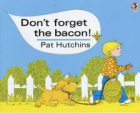 Don't forget
the bacon!
Pat Hutchins